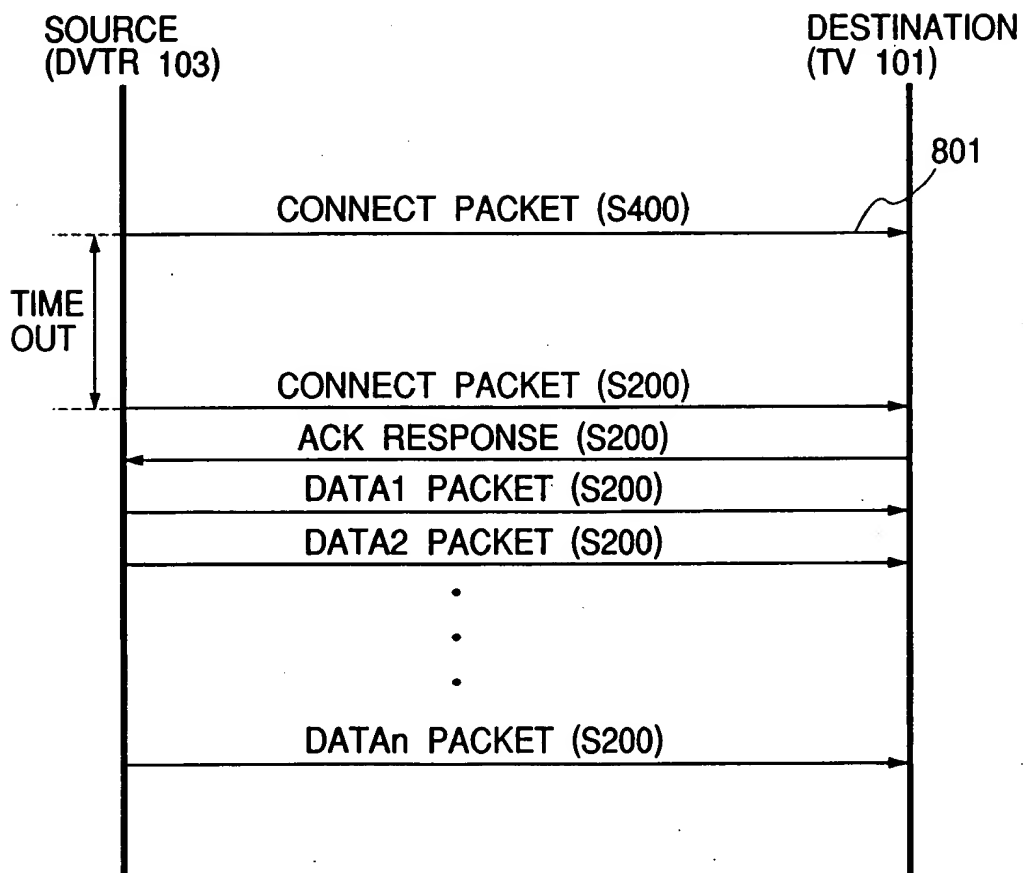 SOURCE
(DVTR 103)
DESTINATION
(TV 101)
801
CONNECT PACKET (S400)
TIME
OUT
CONNECT PACKET (S200)
ACK RESPONSE (S200)
DATA1 PACKET (S200)
DATA2 PACKET (S200)
DATAn PACKET (S200)